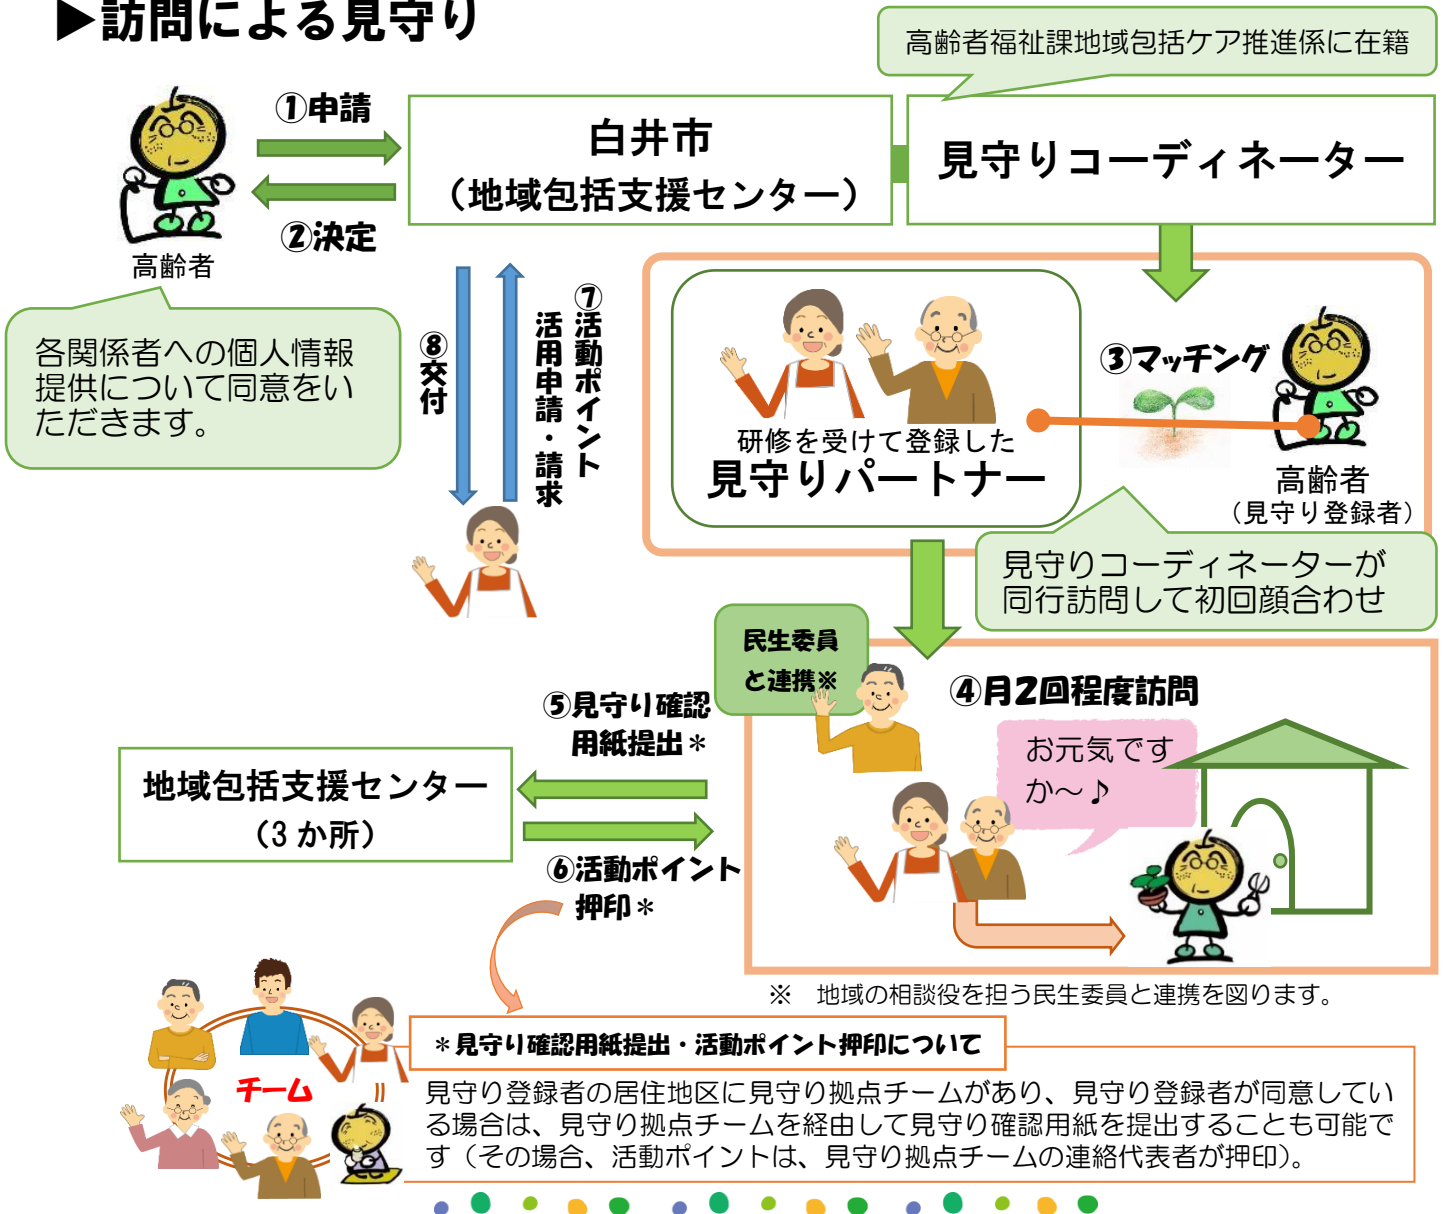 ▶訪問による見守り
高齢者福祉課地域包括ケア推進係に在籍
①申請
白井市
（地域包括支援センター）
見守りコーディネーター
②決定
高齢者
各関係者への個人情報
提供について同意をい
ただきます。
⑧交付
⑦活動ポイント
活用申請・請求
研修を受けて登録した
見守りパートナー
③マッチング
高齢者
（見守り登録者）
見守りコーディネーターが
同行訪問して初回顔合わせ
民生委員
と連携※
④月2回程度訪問
お元気です
か～♪
⑤見守り確認
用紙提出＊
地域包括支援センター
（3か所）
⑥活動ポイント
押印＊
※　地域の相談役を担う民生委員と連携を図ります。
チーム
＊見守り確認用紙提出・活動ポイント押印について
見守り登録者の居住地区に見守り拠点チームがあり、見守り登録者が同意してい
る場合は、見守り拠点チームを経由して見守り確認用紙を提出することも可能で
す（その場合、活動ポイントは、見守り拠点チームの連絡代表者が押印）。